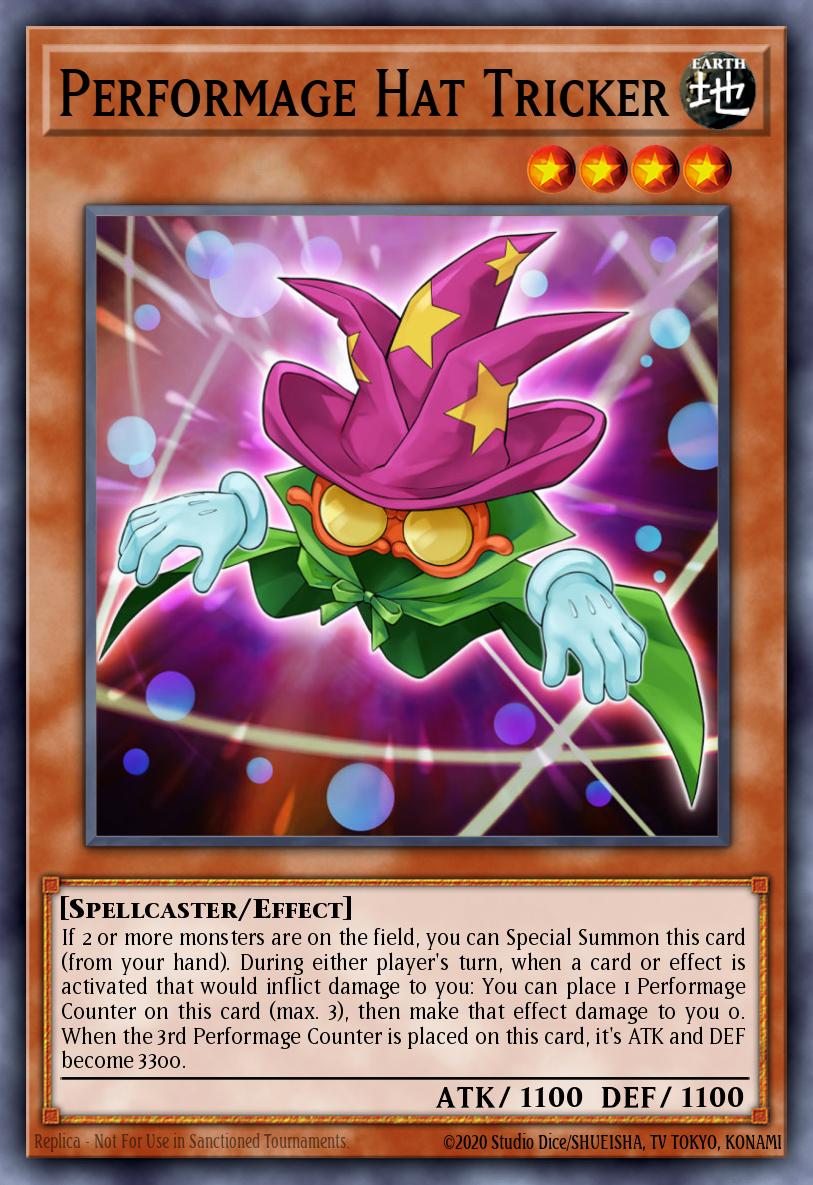 Performage Hat Tricker
EARTH
地
[Spellcaster/Effect]
If 2 or more monsters are on the field, you can Special Summon this card
(from your hand). During either player's turn, when a card or effect is
activated that would inflict damage to you: You can place 1 Performage
Counter on this card (max. 3), then make that effect damage to you 0.
When the 3rd Performage Counter is placed on this card, it's ATK and DEF
become 3300.
ATK/ 1100 DEF/ 1100
Replica - Not For Use in Sanctioned Tournaments.
©2020 Studio Dice/SHUEISHA, TV TOKYO, KONAMI